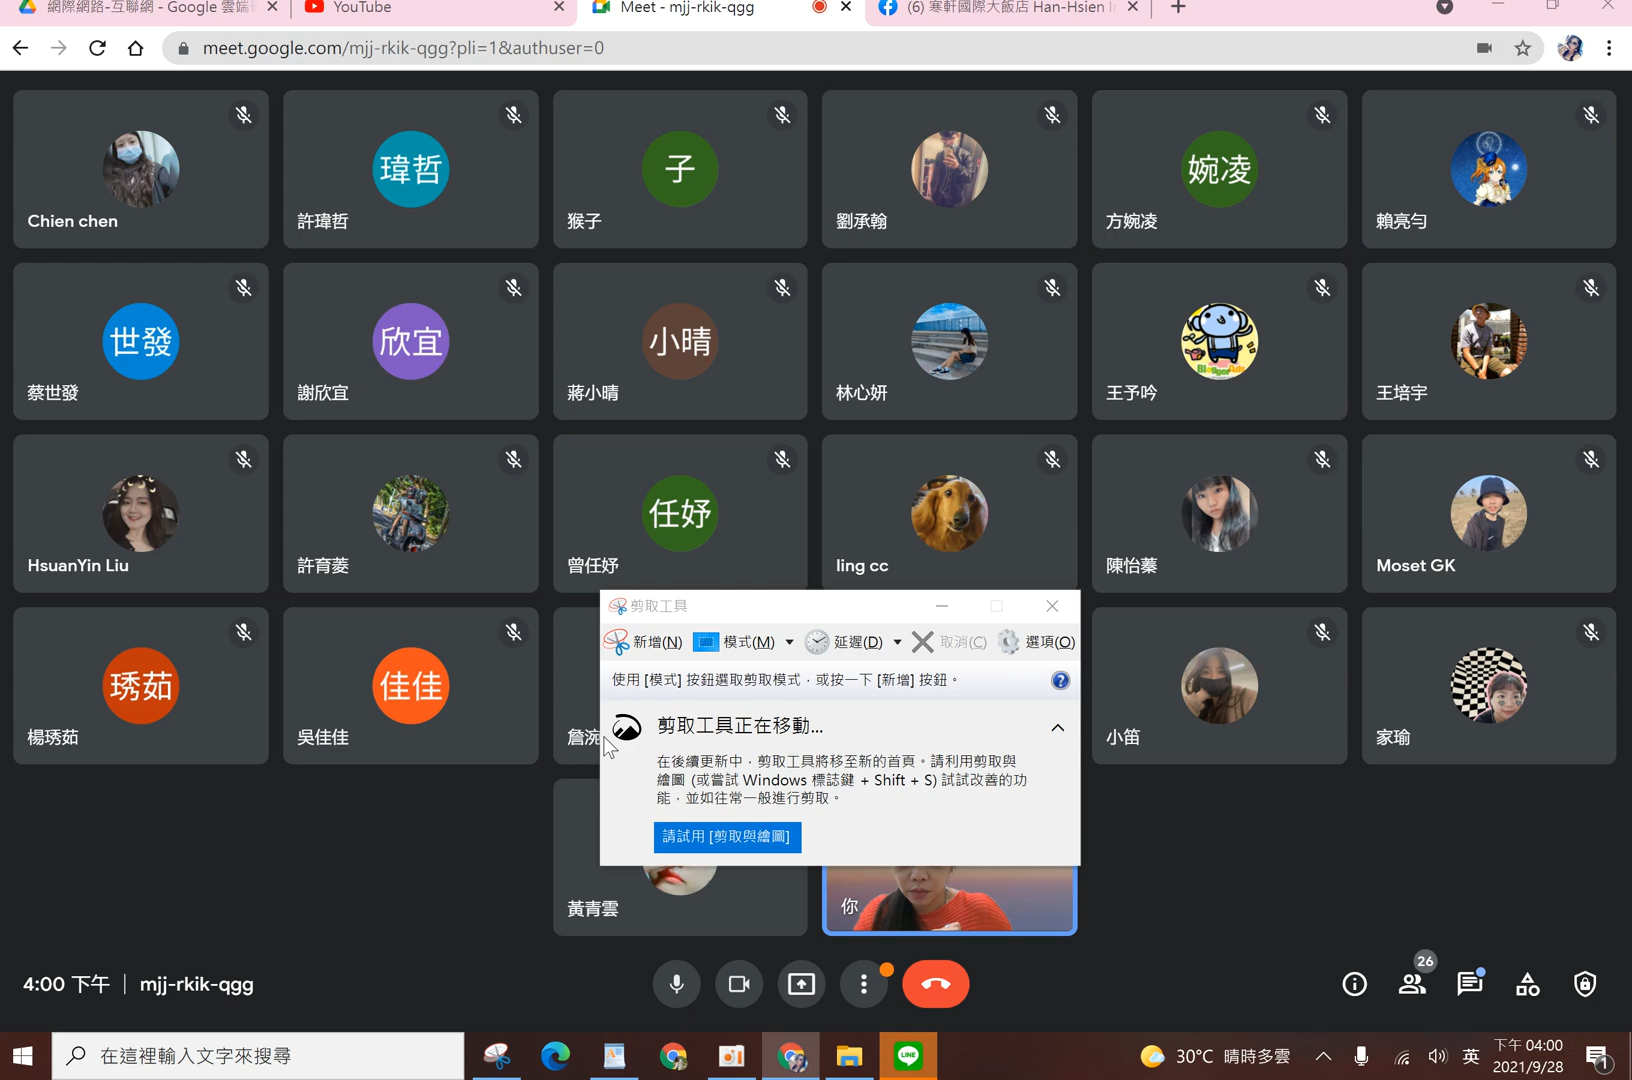 網際網路-互聯網 - Google 雲端
YouTube
Meet - mjj-rkik-qgg
(6) 寒軒國際大飯店 Han-Hsien
meet.google.com/mjj-rkik-qgg?pli=1&authuser=0
Chien chen
瑋哲
許瑋哲
子
猴子
劉承翰
婉凌
方婉凌
賴亮勻
世發
蔡世發
欣宜
謝欣宜
小晴
蔣小晴
林心妍
BloggerAds
王予吟
王培宇
HsuanYin Liu
許育菱
任妤
曾任妤
ling cc
陳怡蓁
Moset GK
琇茹
楊琇茹
佳佳
吳佳佳
詹涴
小笛
家瑜
剪取工具
新增(N) 模式(M) 延遲(D) 取消(C) 選項(O)
使用 [模式] 按鈕選取剪取模式，或按一下 [新增] 按鈕。
剪取工具正在移動...
在後續更新中，剪取工具將移至新的首頁。請利用剪取與
繪圖 (或嘗試 Windows 標誌鍵 + Shift + S) 試試改善的功
能，並如往常一般進行剪取。
請試用 [剪取與繪圖]
黃青雲
你
4:00 下午 | mjj-rkik-qgg
26
在這裡輸入文字來搜尋
LINE
30°C 晴時多雲
英
下午 04:00
2021/9/28
1